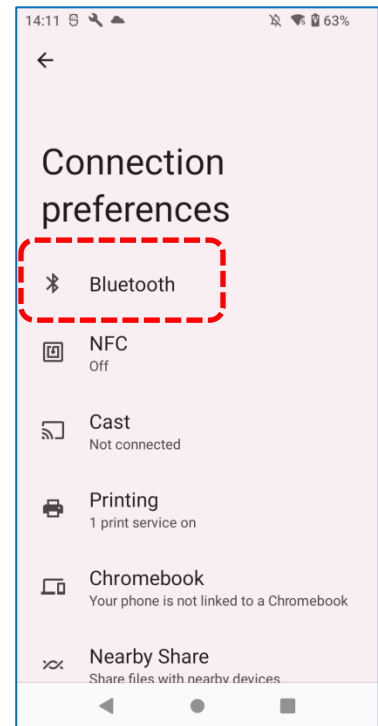 14:11 63%
Connection
preferences
Bluetooth
NFC
Off
Cast
Not connected
Printing
1 print service on
Chromebook
Your phone is not linked to a Chromebook
Nearby Share
Share files with nearby devices